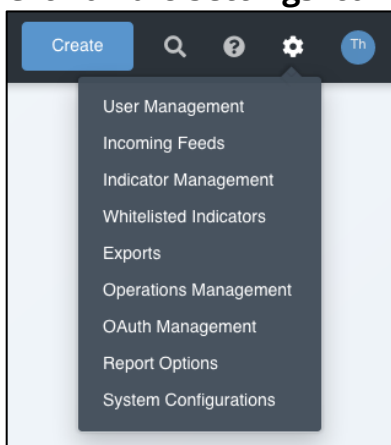 Create
Th
User Management
Incoming Feeds
Indicator Management
Whitelisted Indicators
Exports
Operations Management
OAuth Management
Report Options
System Configurations